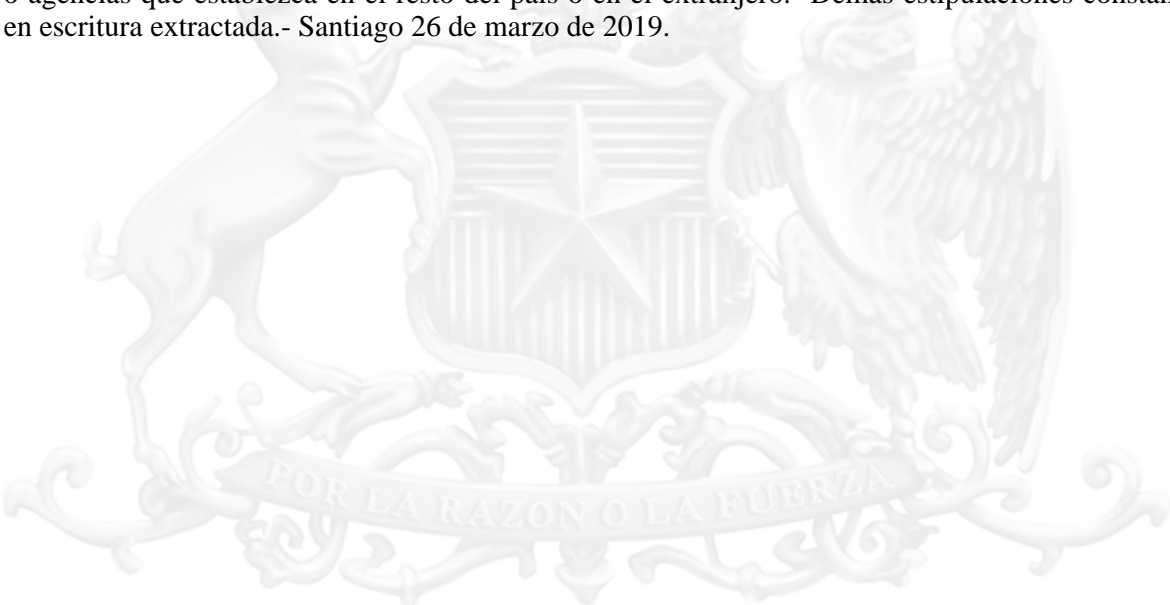 o agencias que establezca en el resto del país o en el extranjero.- Demás estipulaciones constan
en escritura extractada.- Santiago 26 de marzo de 2019.
POR LA RAZON O LA FUERZA